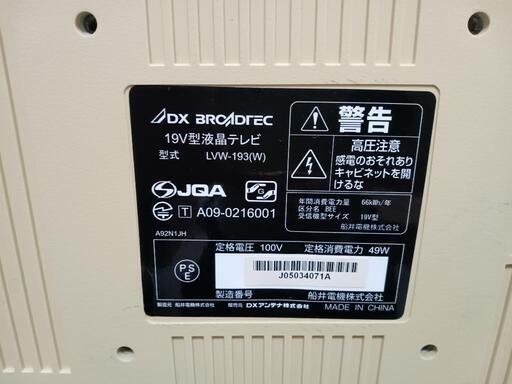 DX BROADTEC
19V型液晶テレビ
型式 LVW-193(W)
JQA
T A09-0216001
A92N1JH
警告
高圧注意
感電のおそれあり
キャビネットを開
けるな
年間消費電力量 66kWh/年
区分名 BEE
受信機型サイズ 19V型
船井電機株式会社
定格電圧 100V 定格消費電力 49W
PS
E
J05034071A
製造番号 船井電機株式会社
製造元 船井電機株式会社 販売元 DXアンテナ株式会社 MADE IN CHINA